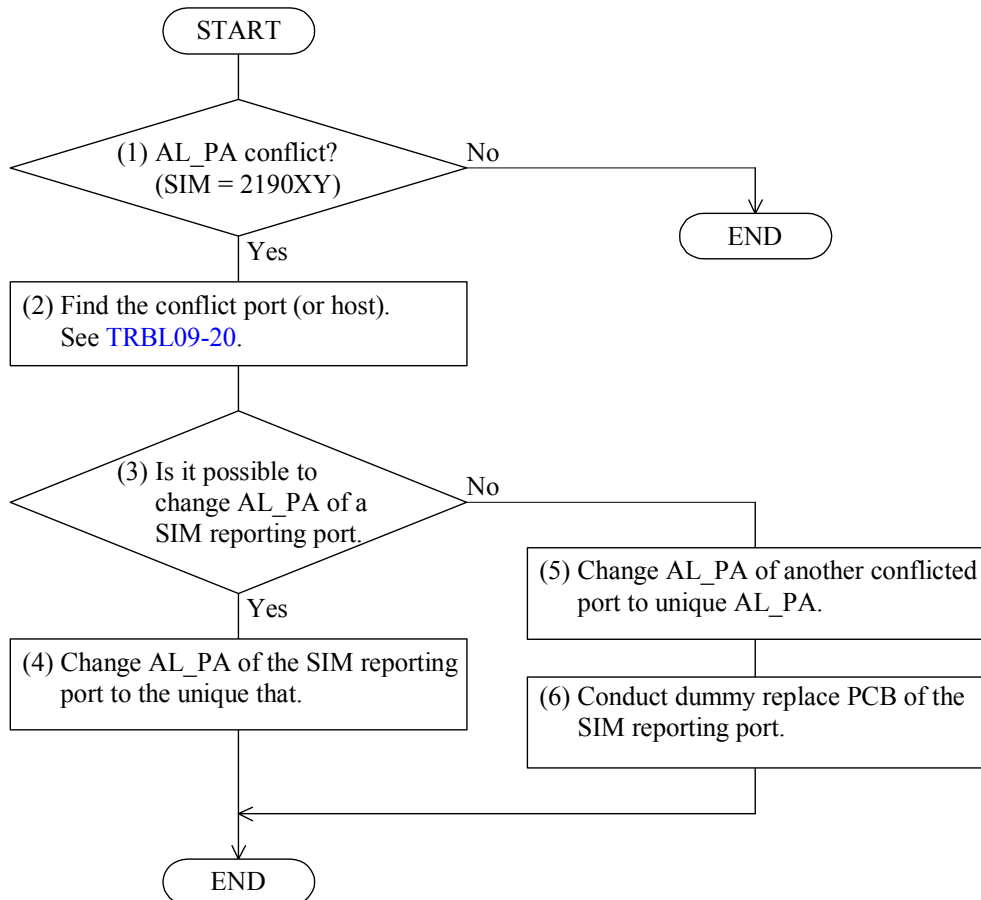 START
(1) AL_PA conflict?
(SIM = 2190XY)
No
END
Yes
(2) Find the conflict port (or host).
See TRBL09-20.
(3) Is it possible to
change AL_PA of a
SIM reporting port.
No
Yes
(4) Change AL_PA of the SIM reporting
port to the unique that.
(5) Change AL_PA of another conflicted
port to unique AL_PA.
(6) Conduct dummy replace PCB of the
SIM reporting port.
END